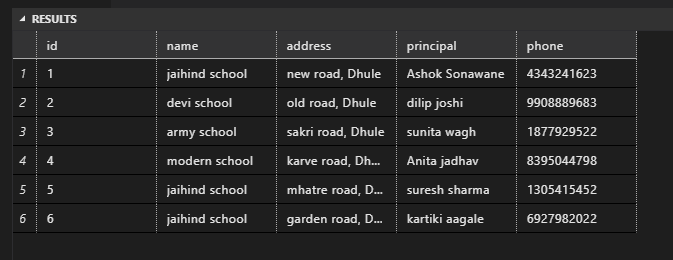 RESULTS
id name address principal phone
1 1 jaihind school new road, Dhule Ashok Sonawane 4343241623
2 2 devi school old road, Dhule dilip joshi 9908889683
3 3 army school sakri road, Dhule sunita wagh 1877929522
4 4 modern school karve road, Dh... Anita jadhav 8395044798
5 5 jaihind school mhatre road, D... suresh sharma 1305415452
6 6 jaihind school garden road, D... kartiki aagale 6927982022